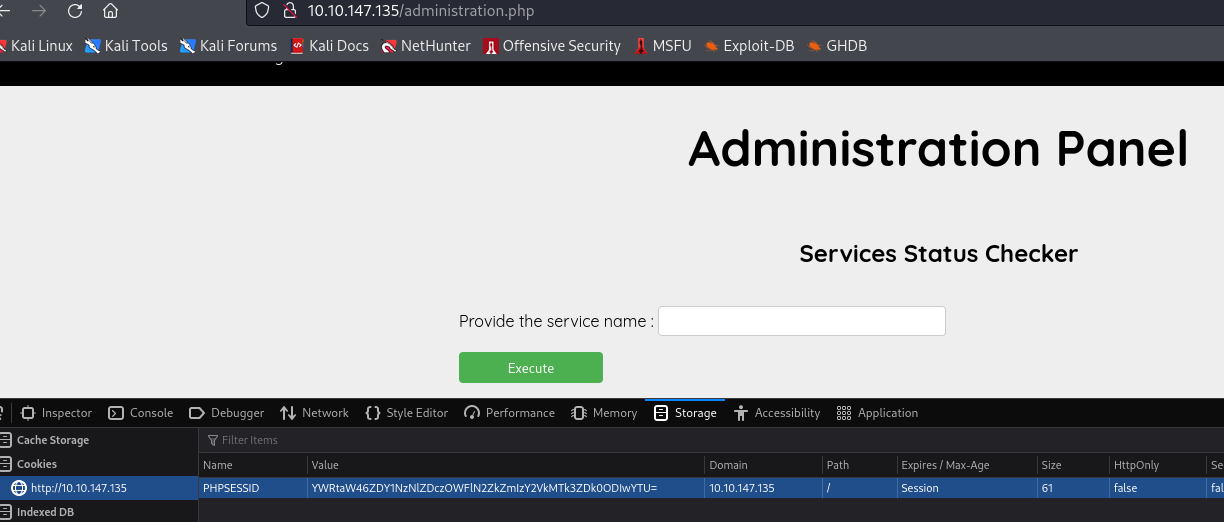 10.10.147.135/administration.php
Kali Linux Kali Tools Kali Forums Kali Docs NetHunter Offensive Security MSFU Exploit-DB GHDB
Administration Panel
Services Status Checker
Provide the service name :
Execute
Inspector Console Debugger Network Style Editor Performance Memory Storage Accessibility Application
Cache Storage Filter Items
Cookies Name Value Domain Path Expires / Max-Age Size HttpOnly Se
http://10.10.147.135 PHPSESSID YWRtaW46ZDY1NzNlZDczOWFlN2ZkZmIzY2VkMTk3ZDk0ODIwYTU= 10.10.147.135 / Session 61 false fal
Indexed DB